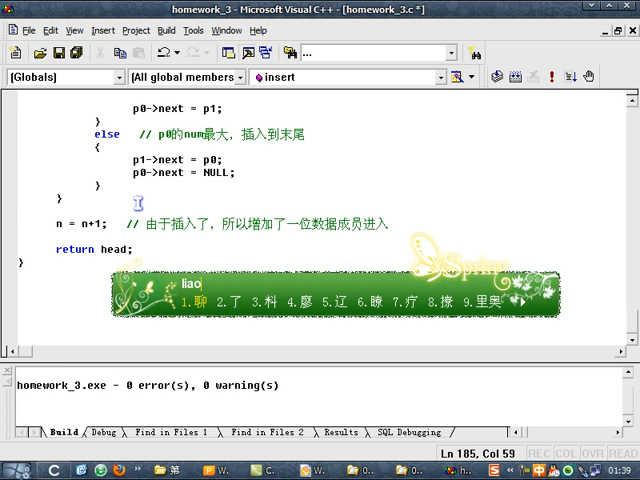 homework_3 - Microsoft Visual C++ - [homework_3.c *]
File Edit View Insert Project Build Tools Window Help
...
[Globals] [All global members insert
p0->next = p1;
}
else // p0的num最大，插入到末尾
{
p1->next = p0;
p0->next = NULL;
}
}
n = n+1; // 由于插入了，所以增加了一位数据成员进入
return head;
}
Spring
liao
1.聊 2.了 3.料 4.廖 5.辽 6.瞭 7.疗 8.撩 9.里奥
homework_3.exe - 0 error(s), 0 warning(s)
Build Debug Find in Files 1 Find in Files 2 Results SQL Debugging
Ln 185, Col 59 REC COL OVR READ
第 W. C. W. 0. 0. h. 中 01:39